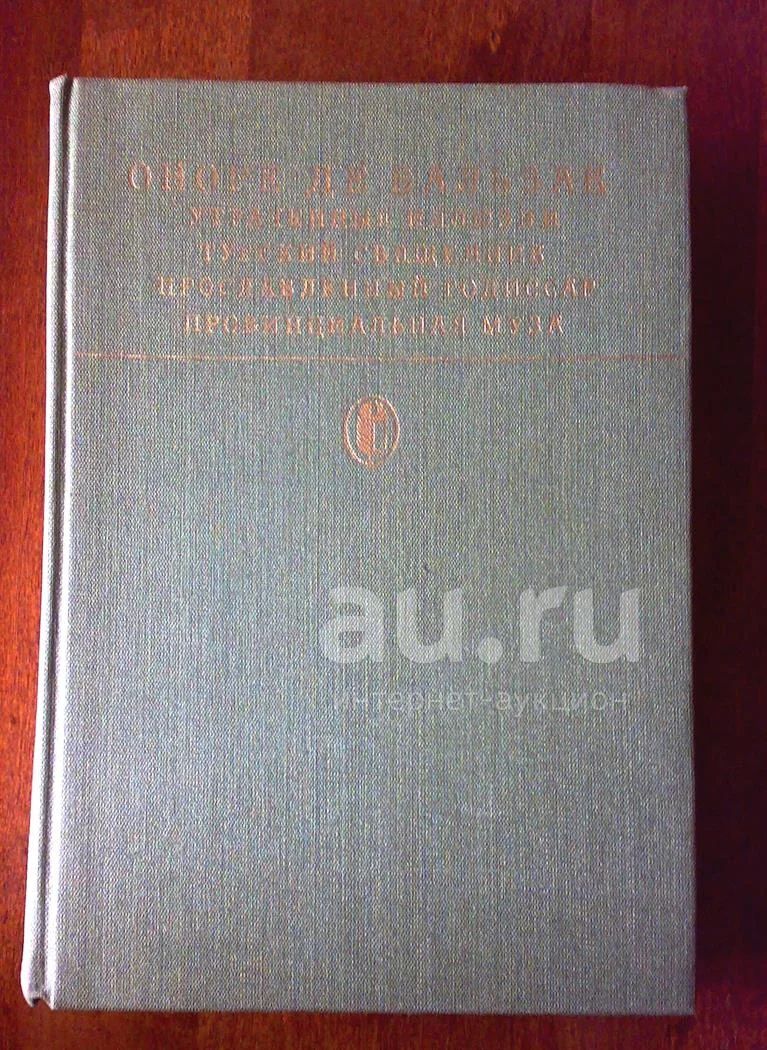 ОНОРЕ ДЕ БАЛЬЗАК
УТРАЧЕННЫЕ ИЛЛЮЗИИ
ТУРСКИЙ СВЯЩЕННИК
ПРОСЛАВЛЕННЫЙ ГОДИССАР
ПРОВИНЦИАЛЬНАЯ МУЗА
au.ru
интернет-аукцион